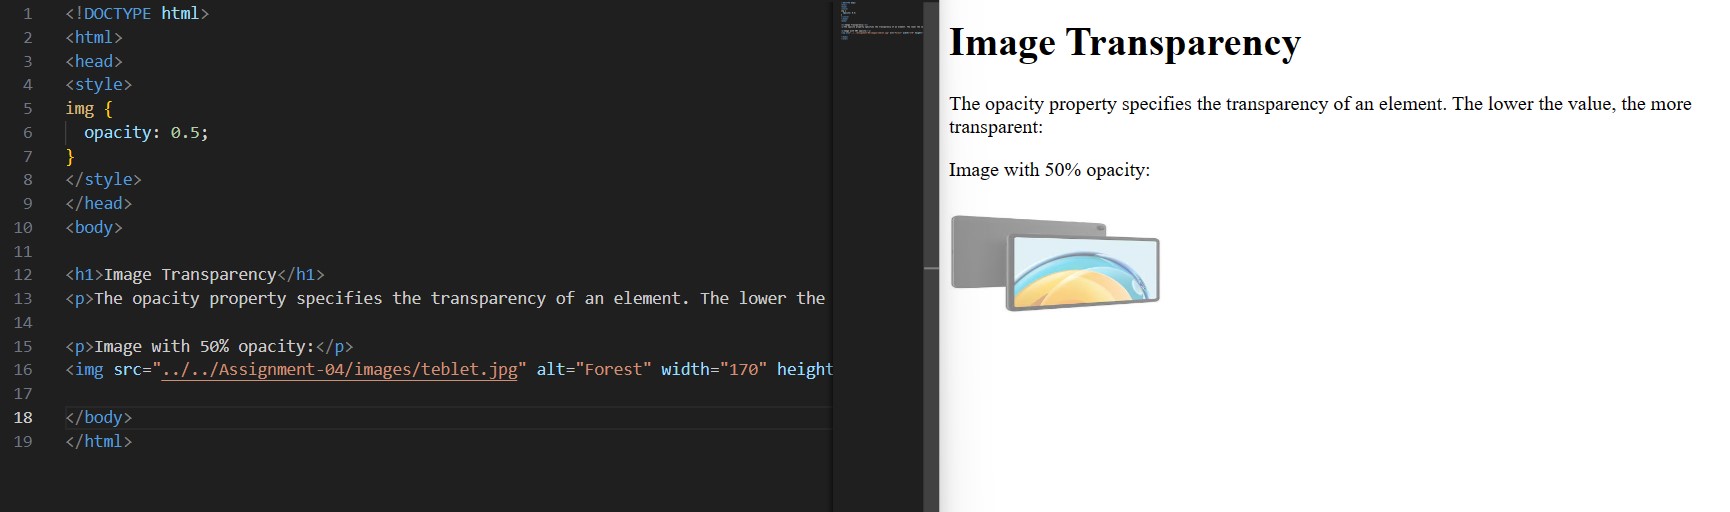 1 <!DOCTYPE html>
2 <html>
3 <head>
4 <style>
5 img {
6   opacity: 0.5;
7 }
8 </style>
9 </head>
10 <body>
11
12 <h1>Image Transparency</h1>
13 <p>The opacity property specifies the transparency of an element. The lower the
14
15 <p>Image with 50% opacity:</p>
16 <img src="../../Assignment-04/images/teblet.jpg" alt="Forest" width="170" height
17
18 </body>
19 </html>
Image Transparency
The opacity property specifies the transparency of an element. The lower the value, the more
transparent:
Image with 50% opacity: